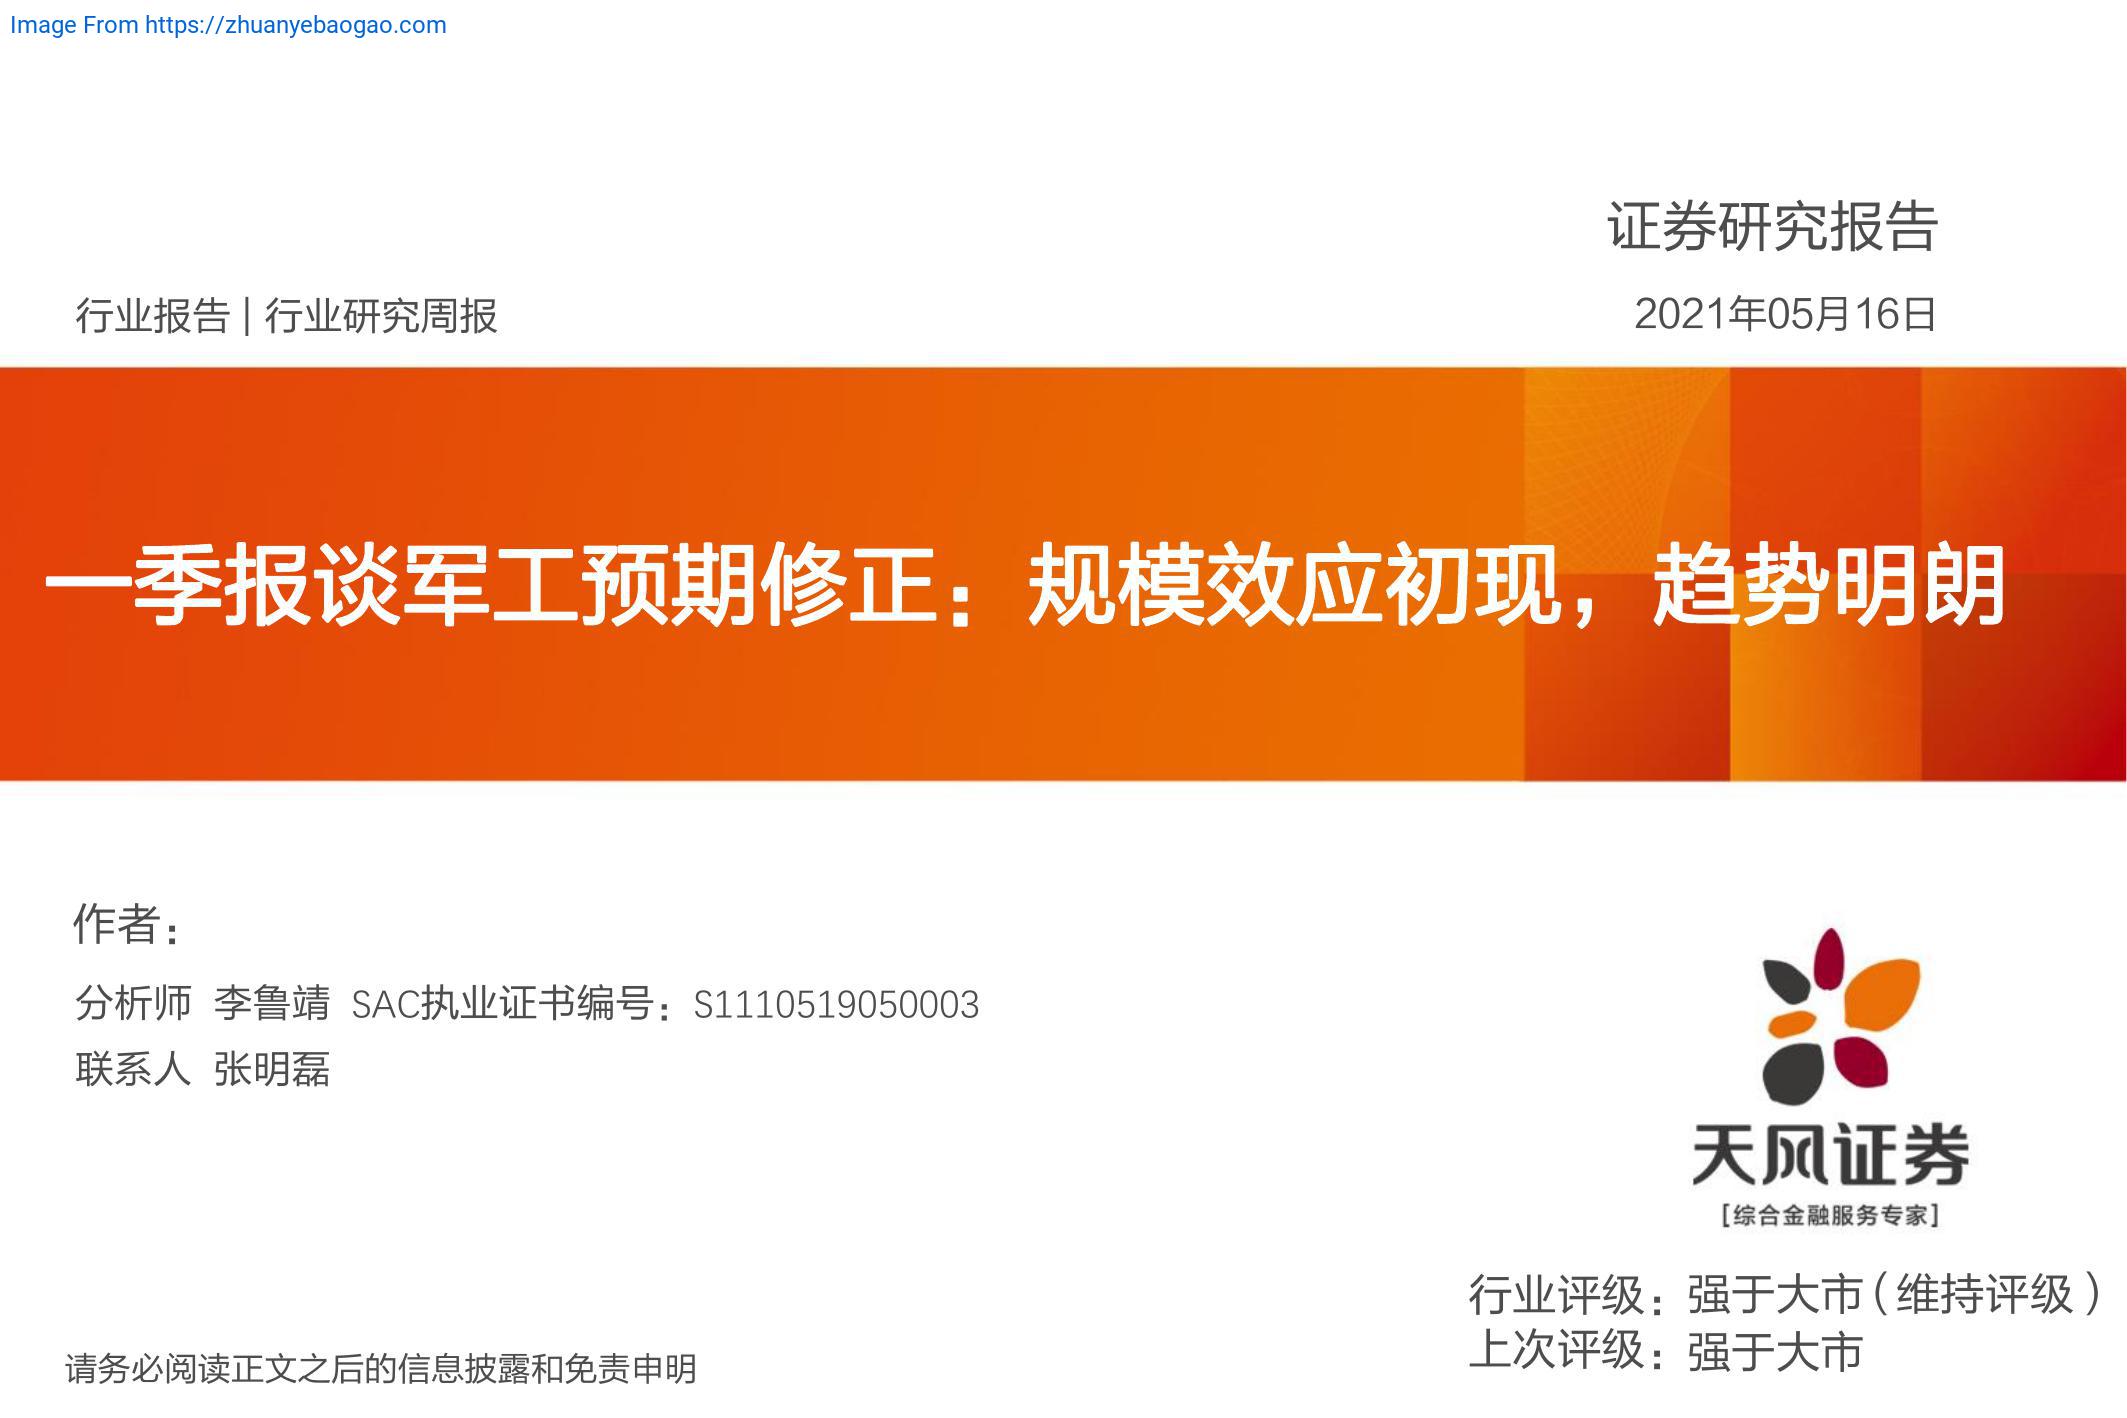 Image From https://zhuanyebaogao.com
证券研究报告
行业报告 | 行业研究周报
2021年05月16日
一季报谈军工预期修正：规模效应初现，趋势明朗
作者：
分析师 李鲁靖 SAC执业证书编号：S1110519050003
联系人 张明磊
天风证券
[综合金融服务专家]
行业评级：强于大市（维持评级）
上次评级：强于大市
请务必阅读正文之后的信息披露和免责申明